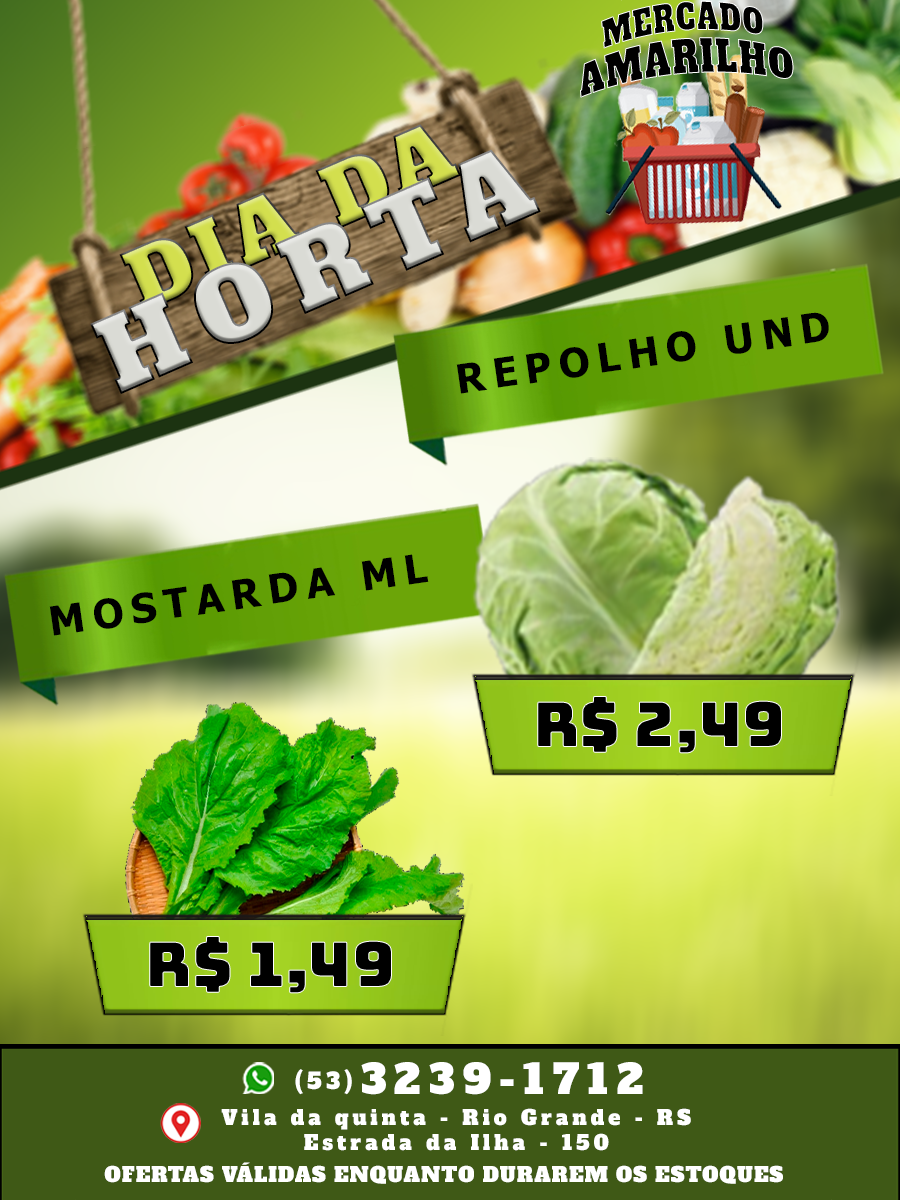 MERCADO
AMARILHO
DIA DA
HORTA
REPOLHO UND
MOSTARDA ML
R$ 2,49
R$ 1,49
(53) 3239-1712
Vila da quinta - Rio Grande - RS
Estrada da Ilha - 150
OFERTAS VÁLIDAS ENQUANTO DURAREM OS ESTOQUES